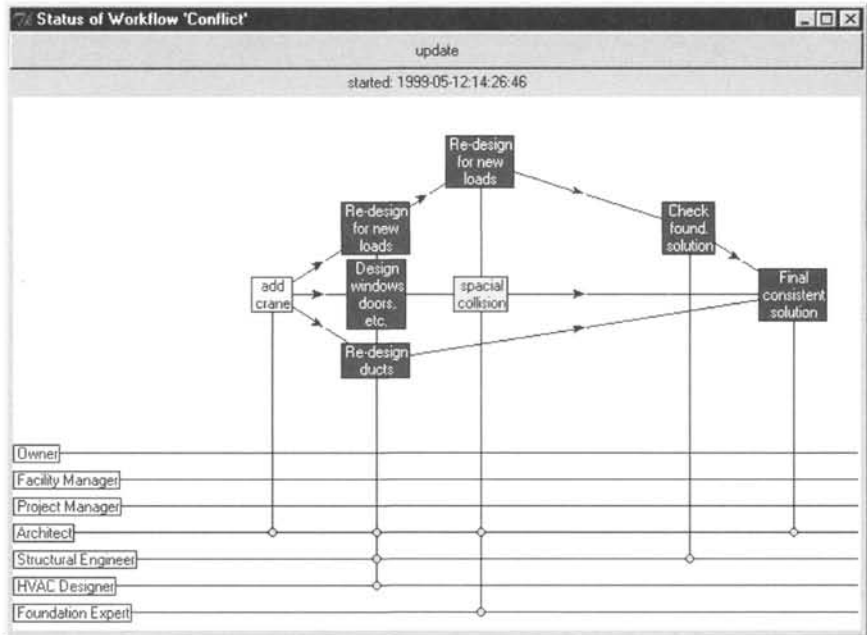 Status of Workflow 'Conflict'
update
started: 1999-05-12:14:26:46
Re-design
for new
loads
Re-design
for new
loads
Check
found.
solution
add
crane
Design
windows
doors,
etc.
spacial
collision
Final
consistent
solution
Re-design
ducts
Owner
Facility Manager
Project Manager
Architect
Structural Engineer
HVAC Designer
Foundation Expert